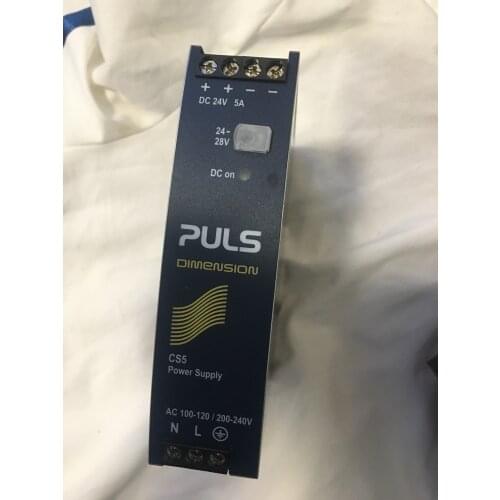 + + − −
DC 24V 5A
24–
28V
DC on
PULS
DIMENSION
CS5
Power Supply
AC 100-120 / 200-240V
N L